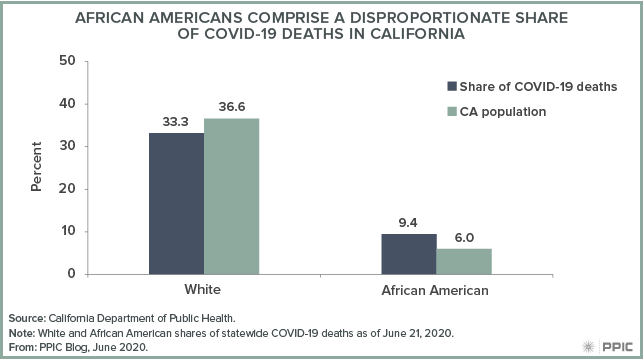 AFRICAN AMERICANS COMPRISE A DISPROPORTIONATE SHARE
OF COVID-19 DEATHS IN CALIFORNIA
50
40
30
20
10
0
Percent
33.3
36.6
9.4
6.0
White
African American
Share of COVID-19 deaths
CA population
Source: California Department of Public Health.
Note: White and African American shares of statewide COVID-19 deaths as of June 21, 2020.
From: PPIC Blog, June 2020.
PPIC